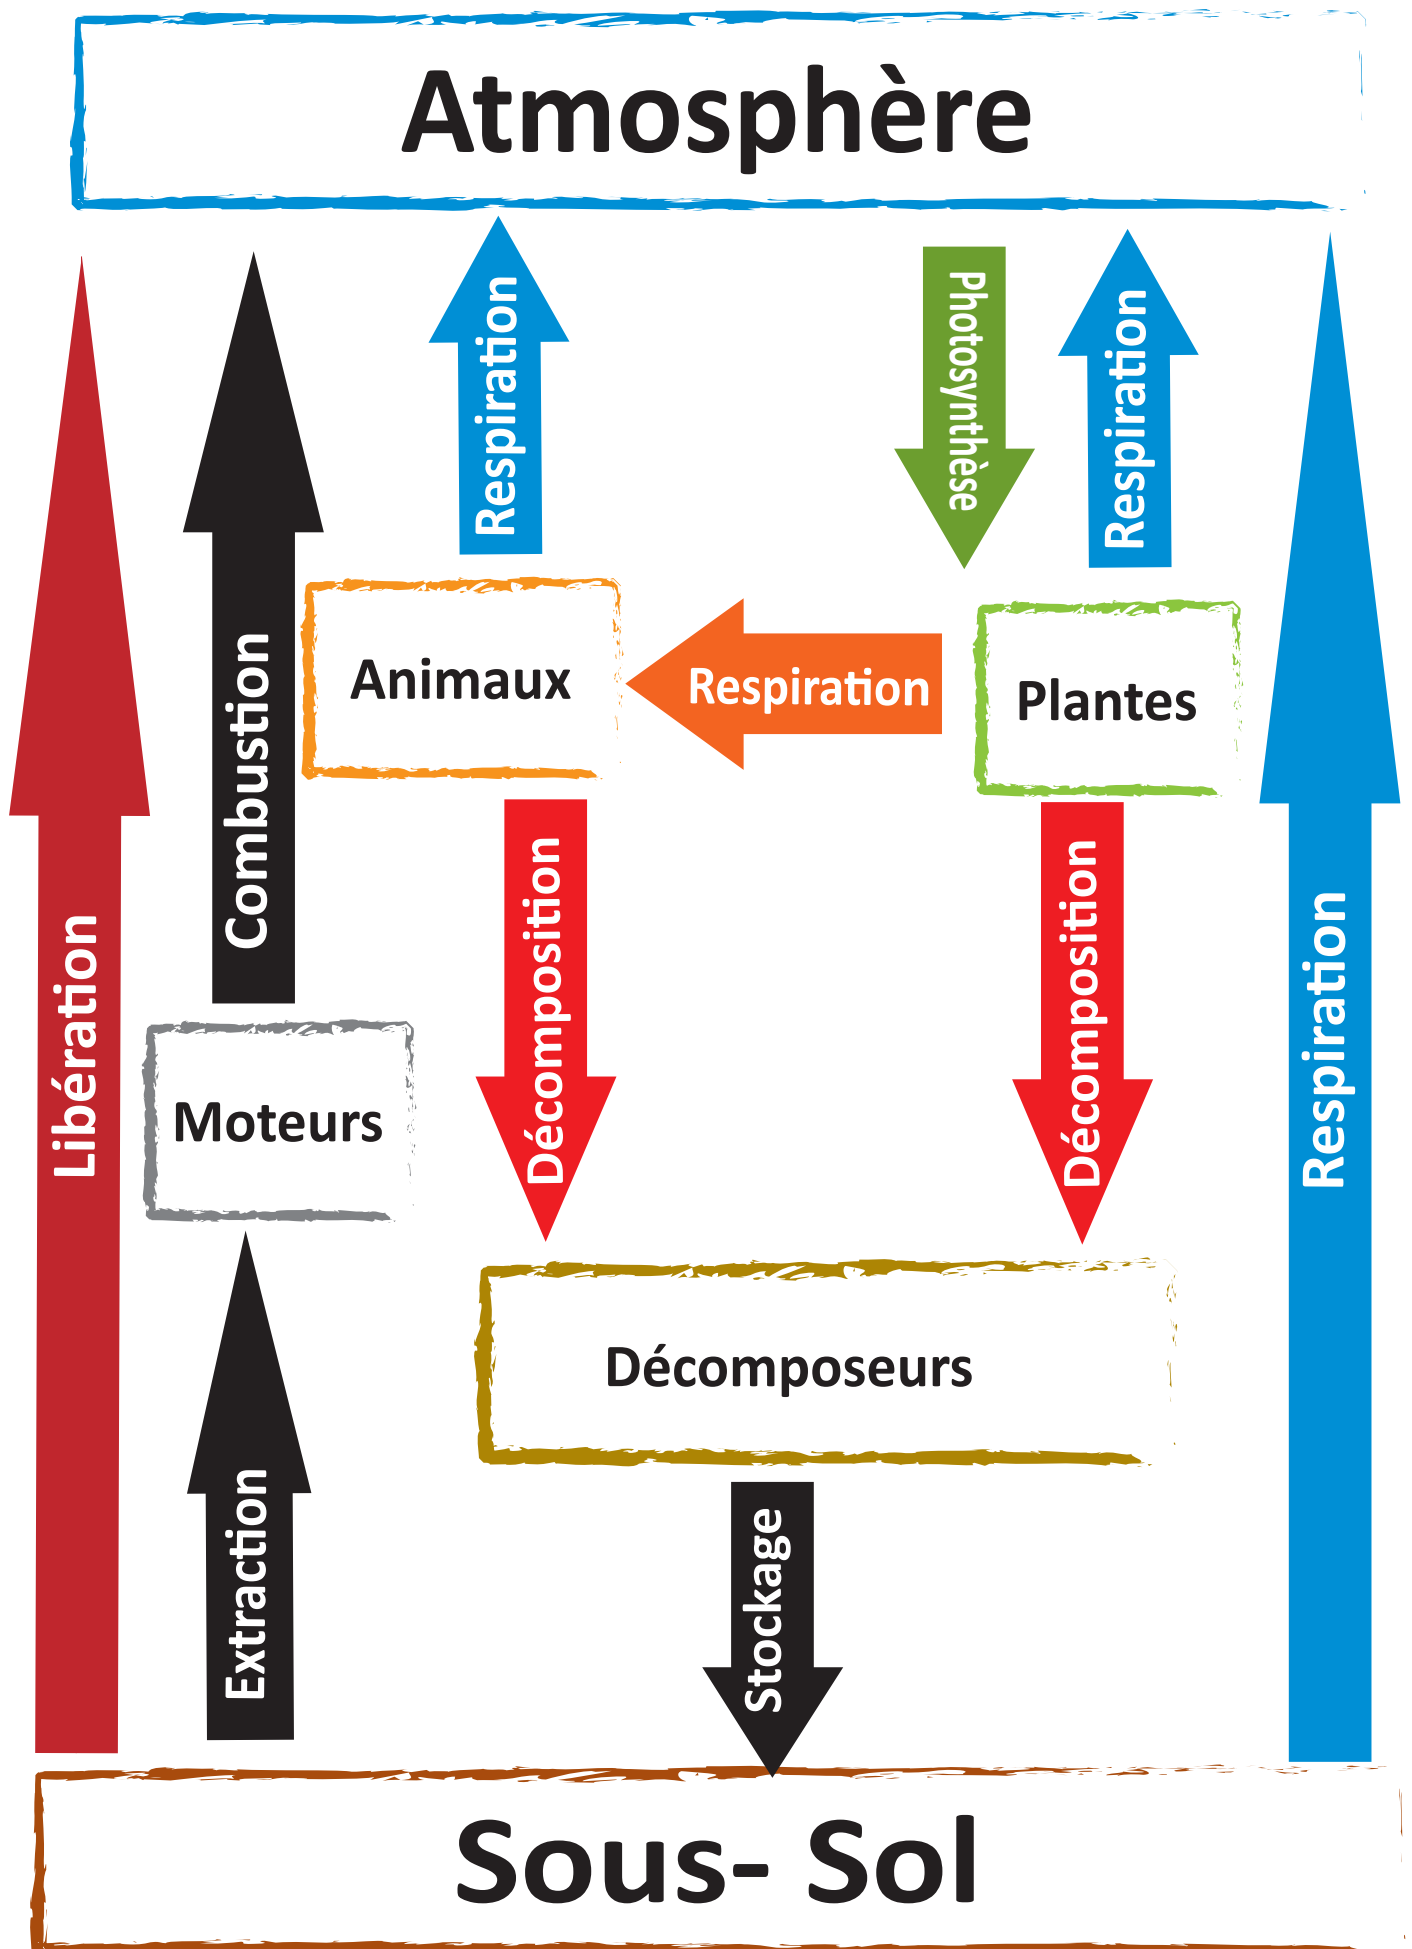 Atmosphère
Respiration
Photosynthèse
Respiration
Combustion
Animaux
Respiration
Plantes
Libération
Décomposition
Décomposition
Respiration
Moteurs
Décomposeurs
Extraction
Stockage
Sous- Sol